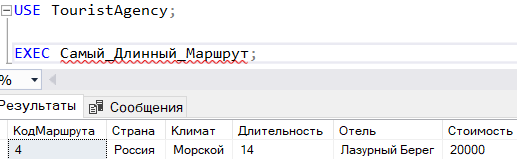 USE TouristAgency;
EXEC Самый_Длинный_Маршрут;
%
Результаты Сообщения
КодМаршрута Страна Климат Длительность Отель Стоимость
4 Россия Морской 14 Лазурный Берег 20000